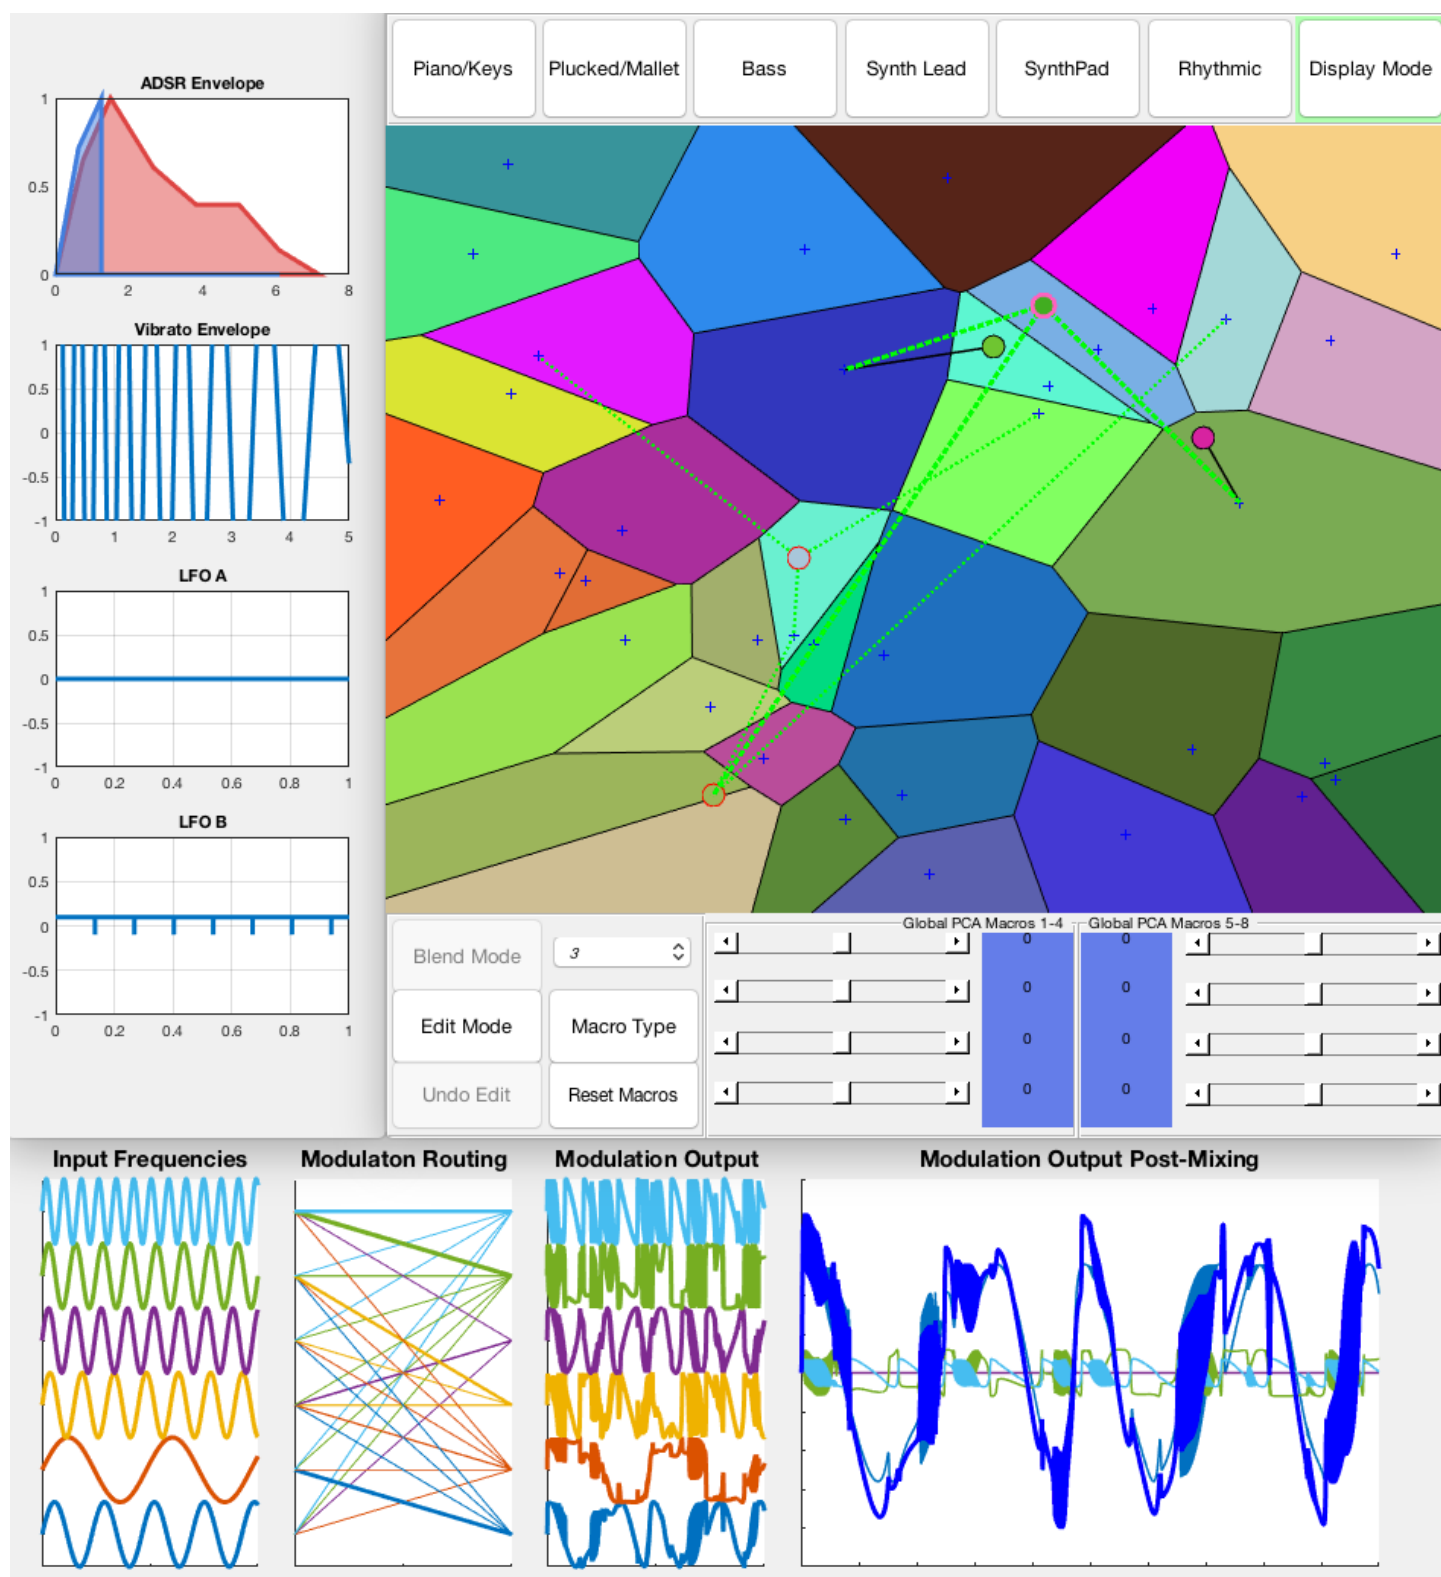 Piano/Keys Plucked/Mallet Bass Synth Lead SynthPad Rhythmic Display Mode
ADSR Envelope
1
0.5
0
0 2 4 6 8
Vibrato Envelope
1
0.5
0
-0.5
-1
0 1 2 3 4 5
LFO A
1
0.5
0
-0.5
-1
0 0.2 0.4 0.6 0.8 1
LFO B
1
0.5
0
-0.5
-1
0 0.2 0.4 0.6 0.8 1
Blend Mode 3
Edit Mode Macro Type
Undo Edit Reset Macros
Global PCA Macros 1-4 Global PCA Macros 5-8
0 0
0 0
0 0
0 0
Input Frequencies Modulaton Routing Modulation Output Modulation Output Post-Mixing